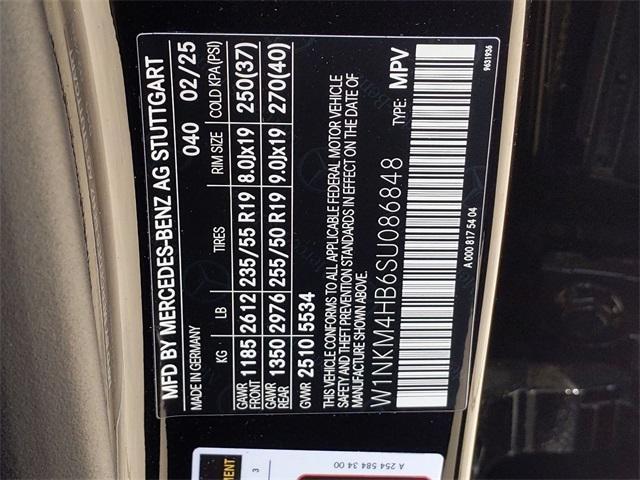 MFD BY MERCEDES-BENZ AG STUTTGART
MADE IN GERMANY 040 02/25
KG LB TIRES RIM SIZE COLD KPA(PSI)
GAWR FRONT 1185 2612 235/55 R19 8.0Jx19 250(37)
GAWR REAR 1350 2976 255/50 R19 9.0Jx19 270(40)
GVWR 2510 5534
THIS VEHICLE CONFORMS TO ALL APPLICABLE FEDERAL MOTOR VEHICLE
SAFETY AND THEFT PREVENTION STANDARDS IN EFFECT ON THE DATE OF
MANUFACTURE SHOWN ABOVE.
W1NKM4HB6SU086848 TYPE: MPV
A 000 817 54 04 9631936
A 254 584 34 00
3